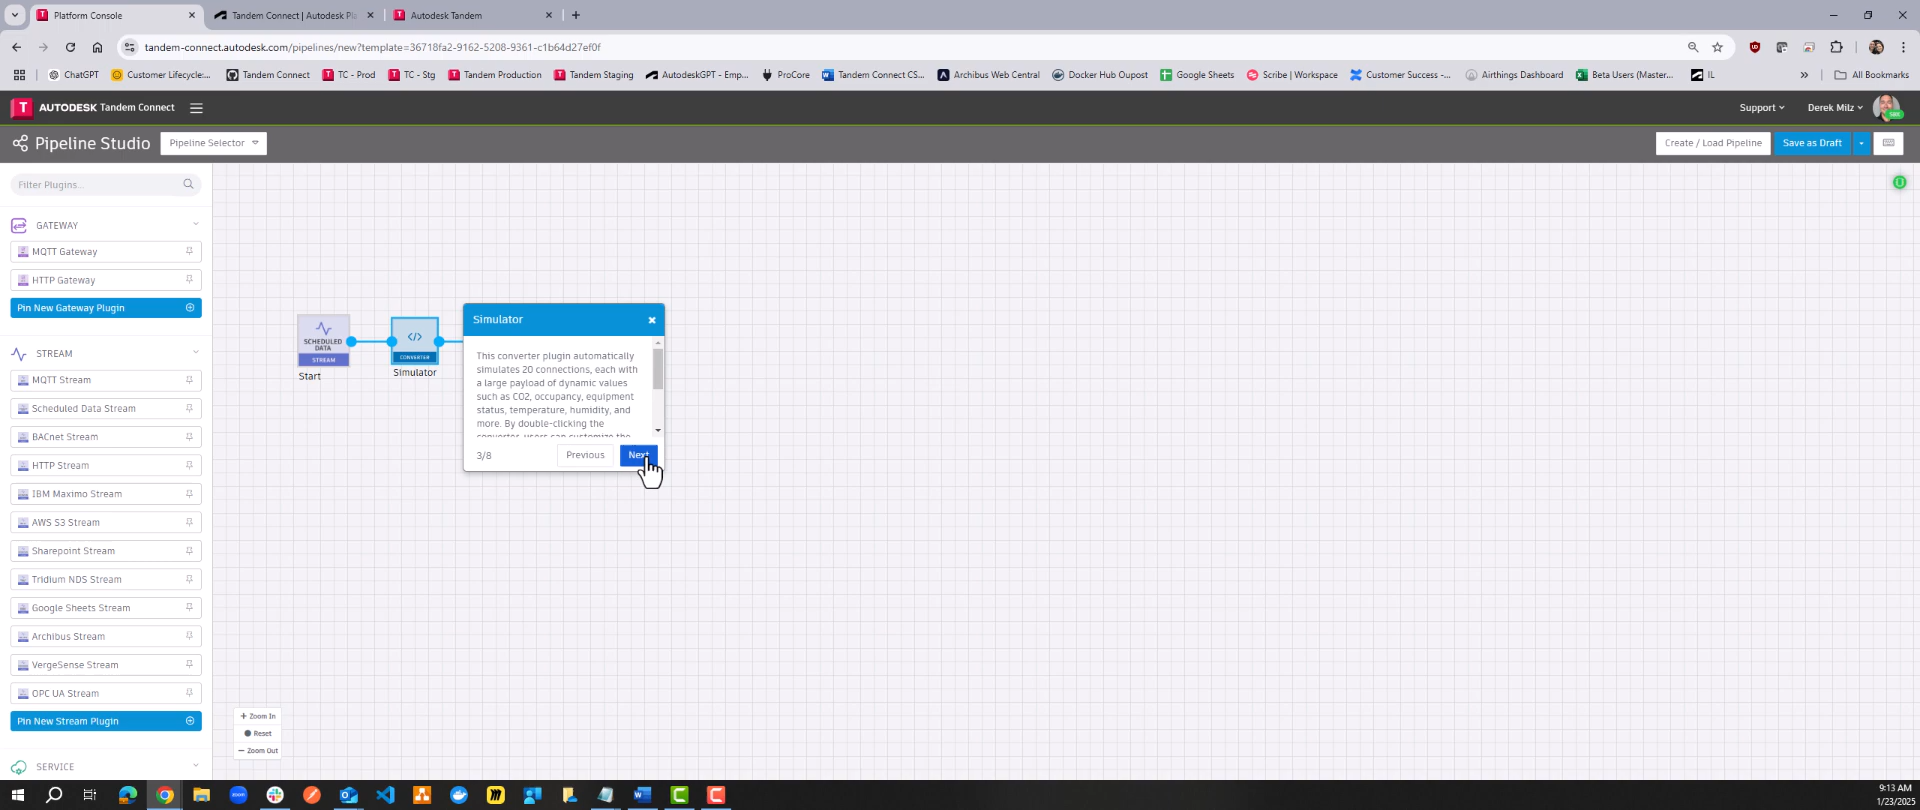 Platform Console
Tandem Connect | Autodesk Pla
Autodesk Tandem
tandem-connect.autodesk.com/pipelines/new?template=36718fa2-9162-5208-9361-c1b64d27ef0f
ChatGPT
Customer Lifecycle:...
Tandem Connect
TC - Prod
TC - Stg
Tandem Production
Tandem Staging
AutodeskGPT - Emp...
ProCore
Tandem Connect CS...
Archibus Web Central
Docker Hub Oupost
Google Sheets
Scribe | Workspace
Customer Success -...
Airthings Dashboard
Beta Users (Master...
IL
All Bookmarks
AUTODESK Tandem Connect
Support
Derek Milz
Pipeline Studio
Pipeline Selector
Create / Load Pipeline
Save as Draft
Filter Plugins...
GATEWAY
MQTT Gateway
HTTP Gateway
Pin New Gateway Plugin
STREAM
MQTT Stream
Scheduled Data Stream
BACnet Stream
HTTP Stream
IBM Maximo Stream
AWS S3 Stream
Sharepoint Stream
Tridium NDS Stream
Google Sheets Stream
Archibus Stream
VergeSense Stream
OPC UA Stream
Pin New Stream Plugin
SERVICE
SCHEDULED
DATA
STREAM
Start
CONVERTER
Simulator
Simulator
This converter plugin automatically
simulates 20 connections, each with
a large payload of dynamic values
such as CO2, occupancy, equipment
status, temperature, humidity, and
more. By double-clicking the
converter, users can customize the
3/8
Previous
Next
+ Zoom In
Reset
− Zoom Out
9:13 AM
1/23/2025